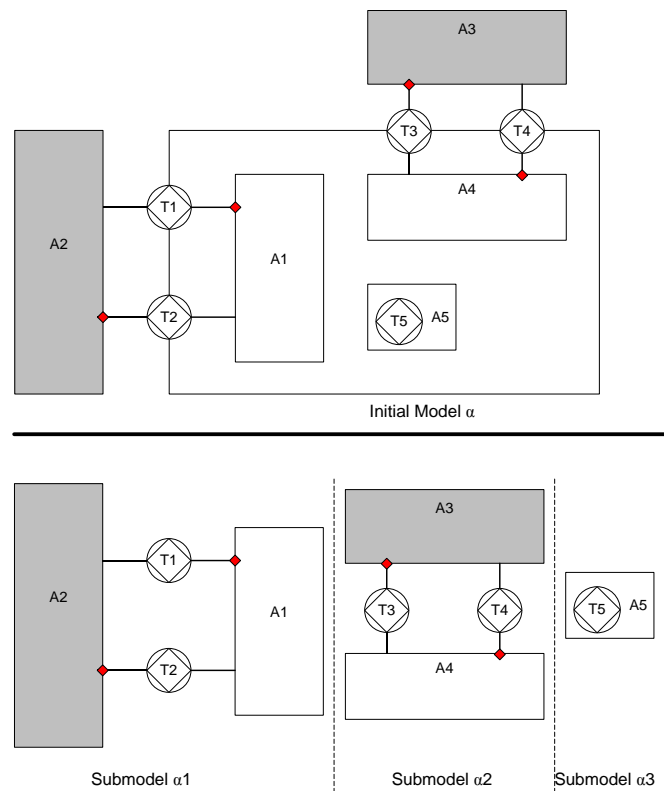 A3
T3
T4
A4
T1
A2
A1
T2
T5
A5
Initial Model α
A3
T1
A2
A1
T3
T4
T5
A5
T2
A4
Submodel α1
Submodel α2
Submodel α3